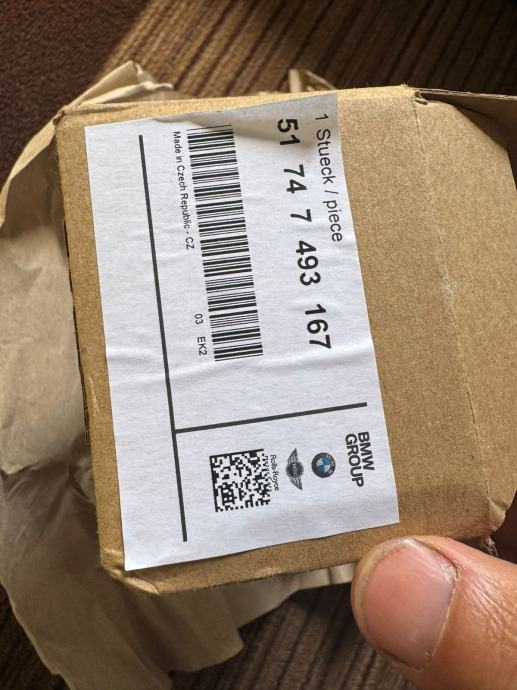 1 Stueck / piece
51 74 7 493 167
Made in Czech Republic - CZ
03 EK2
BMW
GROUP
Rolls-Royce